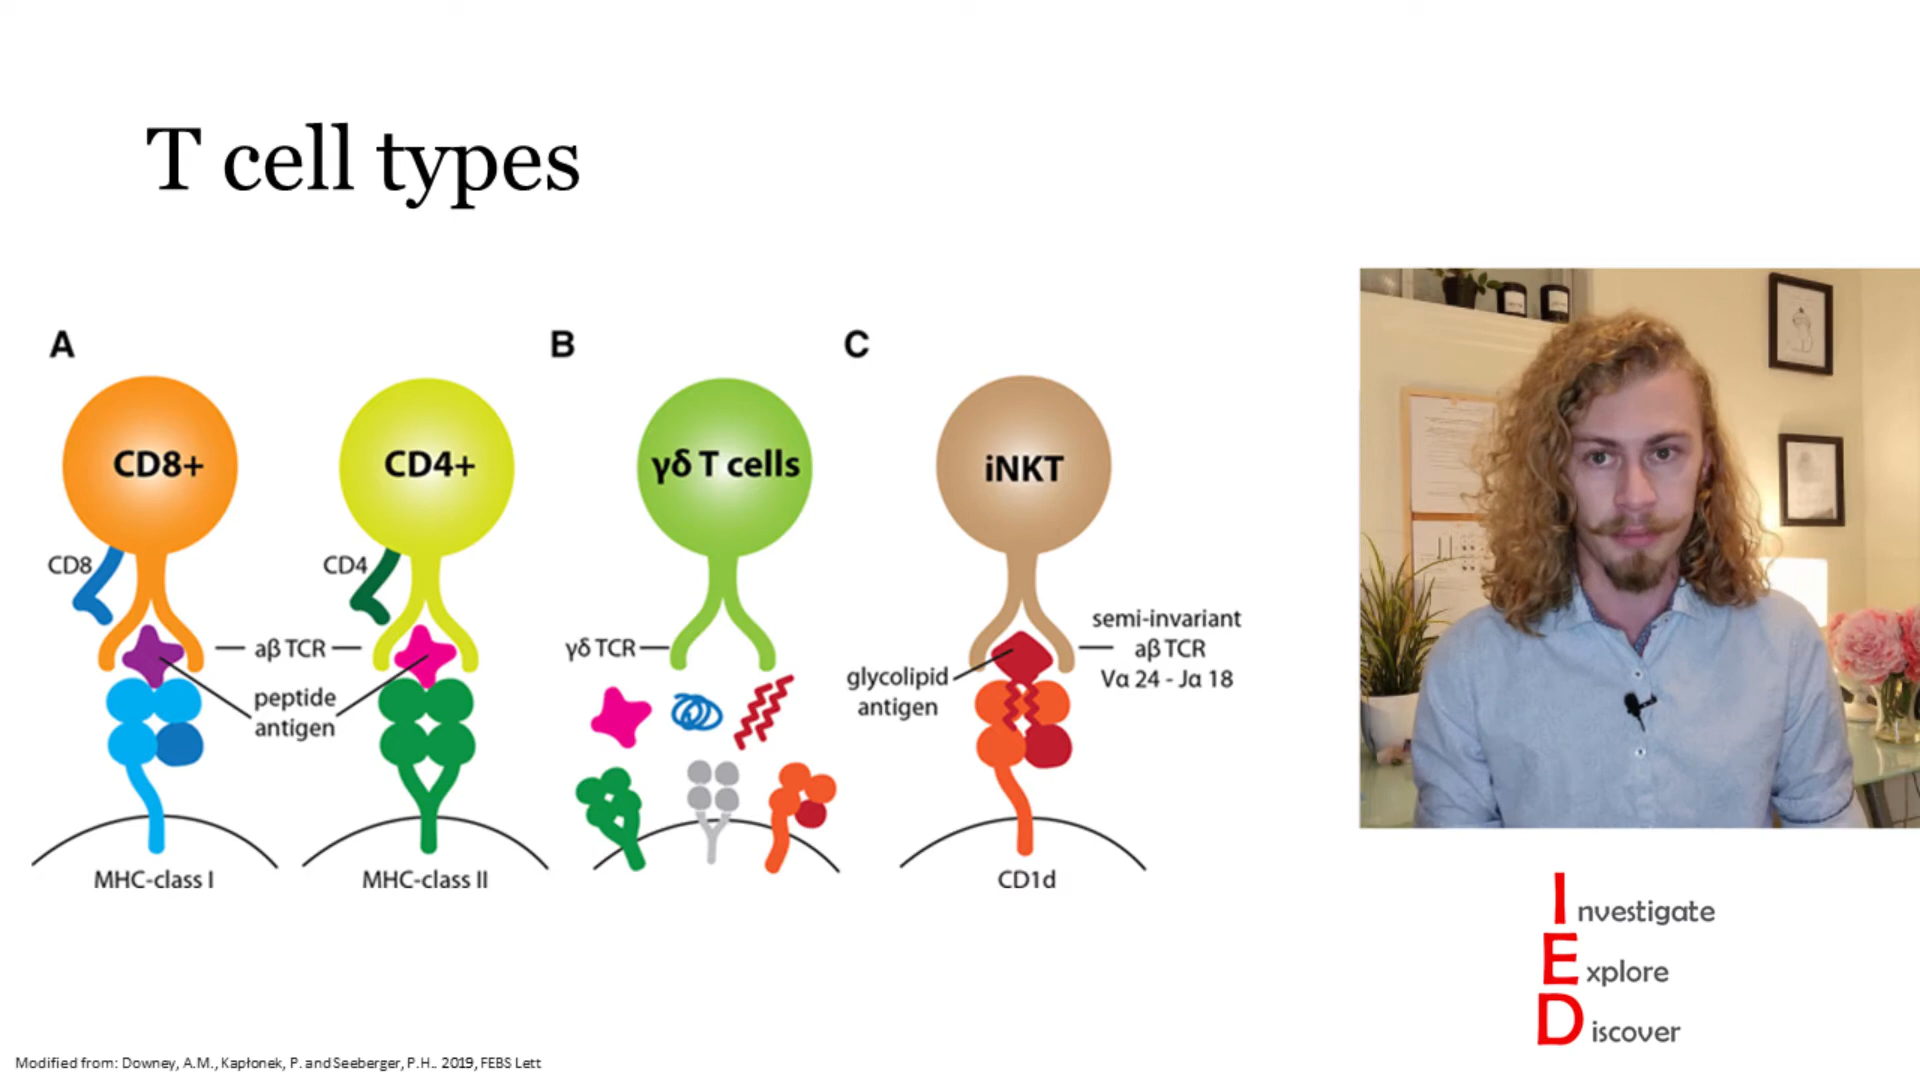 T cell types
A
B
C
CD8+
CD4+
γδ T cells
iNKT
CD8
CD4
aβ TCR
peptide
antigen
γδ TCR
glycolipid
antigen
semi-invariant
aβ TCR
Vα 24 - Jα 18
MHC-class I
MHC-class II
CD1d
Investigate
Explore
Discover
Modified from: Downey, A.M., Kapłonek, P. and Seeberger, P.H.. 2019, FEBS Lett